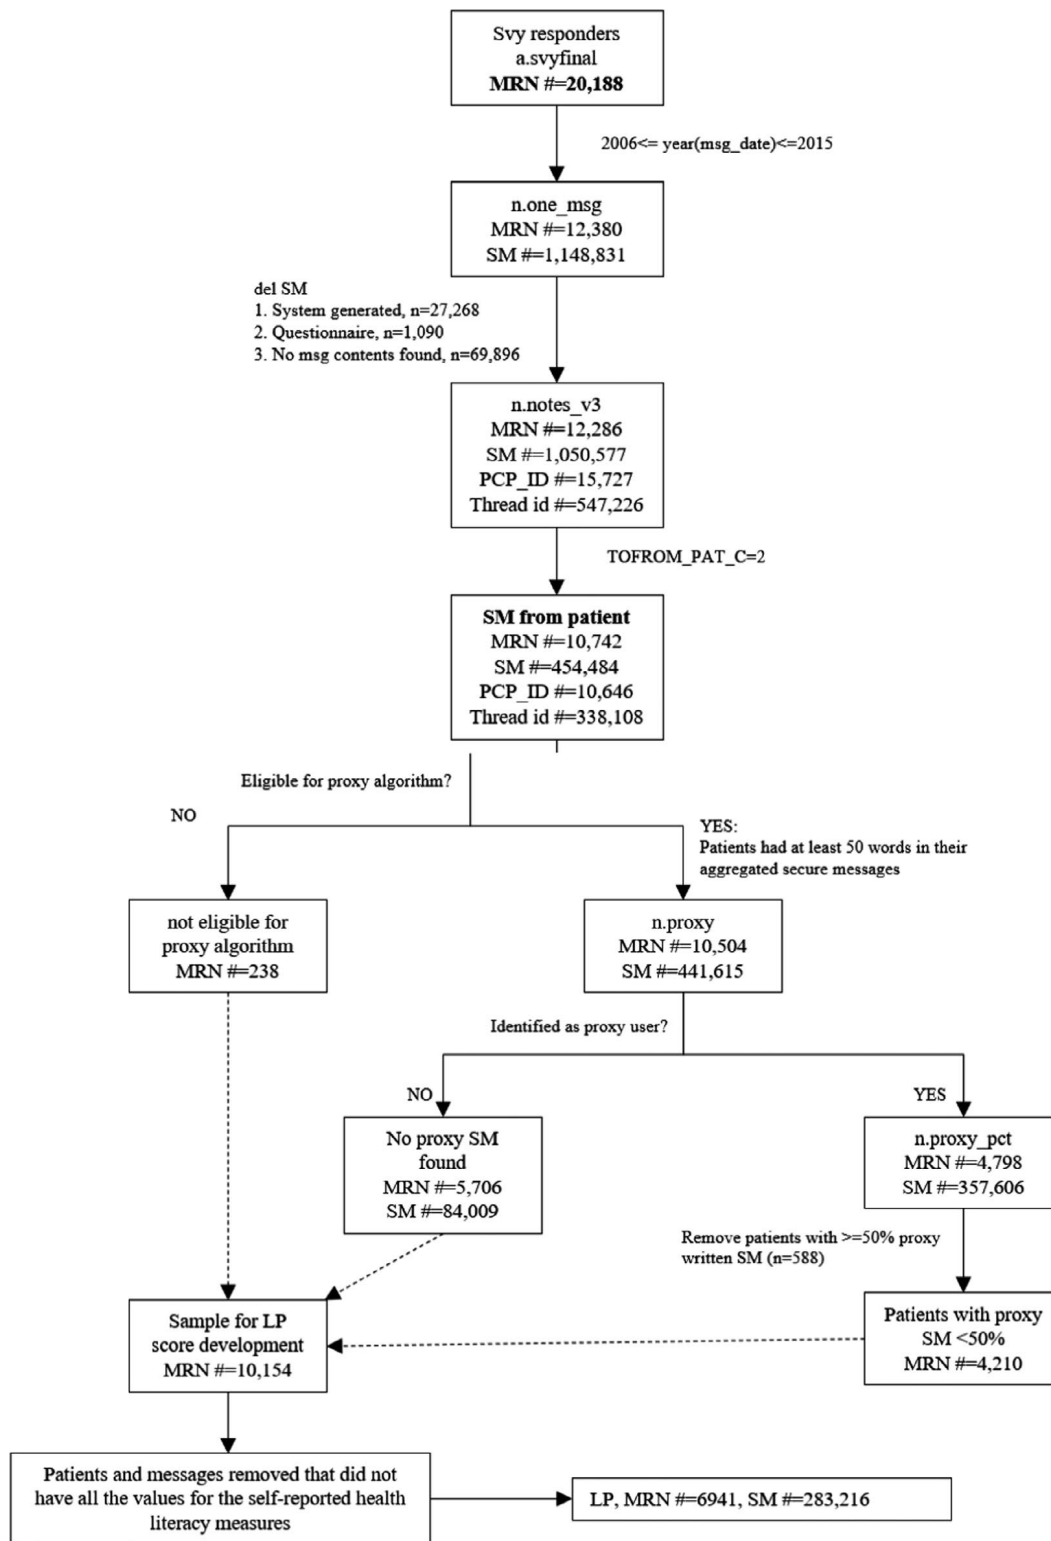 Svy responders
a.svyfinal
MRN #=20,188
2006<= year(msg_date)<=2015
n.one_msg
MRN #=12,380
SM #=1,148,831
del SM
1. System generated, n=27,268
2. Questionnaire, n=1,090
3. No msg contents found, n=69,896
n.notes_v3
MRN #=12,286
SM #=1,050,577
PCP_ID #=15,727
Thread id #=547,226
TOFROM_PAT_C=2
SM from patient
MRN #=10,742
SM #=454,484
PCP_ID #=10,646
Thread id #=338,108
Eligible for proxy algorithm?
NO
YES:
Patients had at least 50 words in their
aggregated secure messages
not eligible for
proxy algorithm
MRN #=238
n.proxy
MRN #=10,504
SM #=441,615
Identified as proxy user?
NO
YES
No proxy SM
found
MRN #=5,706
SM #=84,009
n.proxy_pct
MRN #=4,798
SM #=357,606
Remove patients with >=50% proxy
written SM (n=588)
Sample for LP
score development
MRN #=10,154
Patients with proxy
SM <50%
MRN #=4,210
Patients and messages removed that did not
have all the values for the self-reported health
literacy measures
LP, MRN #=6941, SM #=283,216